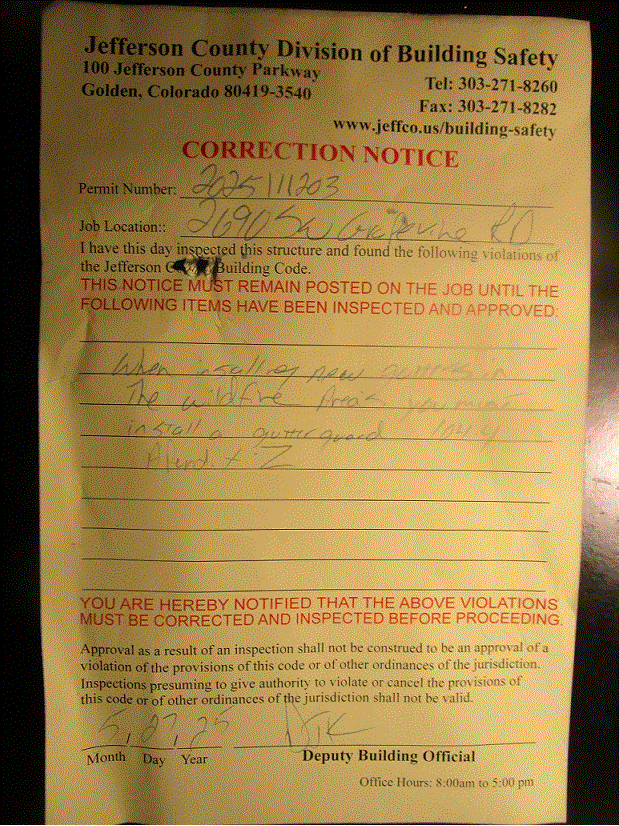 Jefferson County Division of Building Safety
100 Jefferson County Parkway
Golden, Colorado 80419-3540
Tel: 303-271-8260
Fax: 303-271-8282
www.jeffco.us/building-safety
CORRECTION NOTICE
Permit Number: 2025111203
Job Location:: 26905w Grapevine RD
I have this day inspected this structure and found the following violations of
the Jefferson Building Code.
THIS NOTICE MUST REMAIN POSTED ON THE JOB UNTIL THE
FOLLOWING ITEMS HAVE BEEN INSPECTED AND APPROVED:
When new gutters in
The wildfire Areas you must
install a gutter guard
Z
YOU ARE HEREBY NOTIFIED THAT THE ABOVE VIOLATIONS
MUST BE CORRECTED AND INSPECTED BEFORE PROCEEDING.
Approval as a result of an inspection shall not be construed to be an approval of a
violation of the provisions of this code or of other ordinances of the jurisdiction.
Inspections presuming to give authority to violate or cancel the provisions of
this code or of other ordinances of the jurisdiction shall not be valid.
5, 27, 25
Month Day Year
Deputy Building Official
Office Hours: 8:00am to 5:00 pm